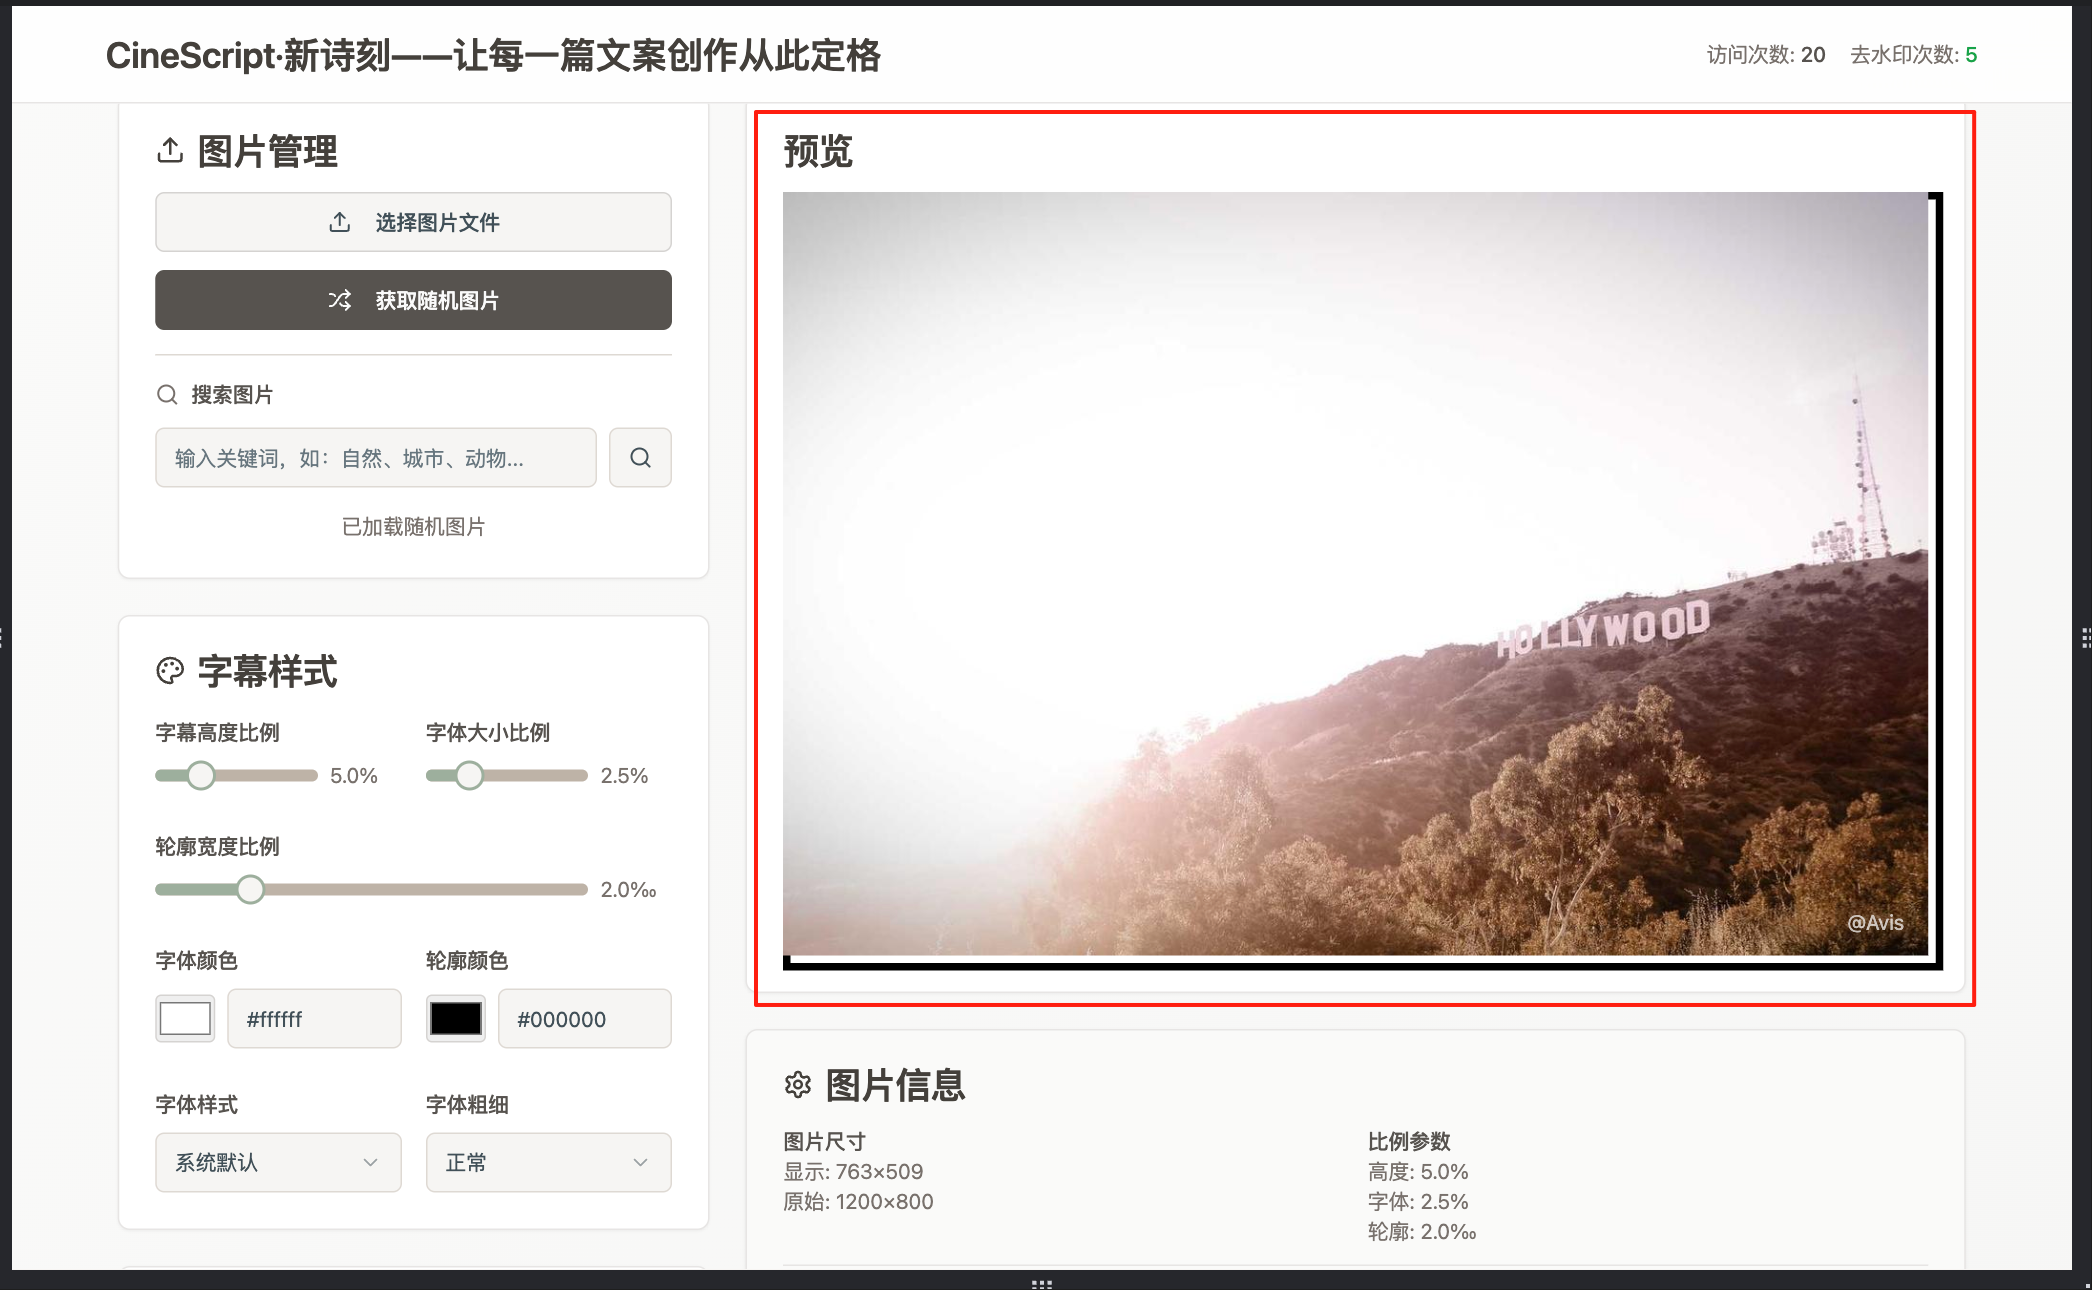 CineScript·新诗刻——让每一篇文案创作从此定格
访问次数: 20 去水印次数: 5
图片管理
选择图片文件
获取随机图片
搜索图片
输入关键词，如：自然、城市、动物...
已加载随机图片
字幕样式
字幕高度比例 字体大小比例
5.0% 2.5%
轮廓宽度比例
2.0‰
字体颜色 轮廓颜色
#ffffff #000000
字体样式 字体粗细
系统默认 正常
预览
HOLLYWOOD
@Avis
图片信息
图片尺寸
显示: 763×509
原始: 1200×800
比例参数
高度: 5.0%
字体: 2.5%
轮廓: 2.0‰